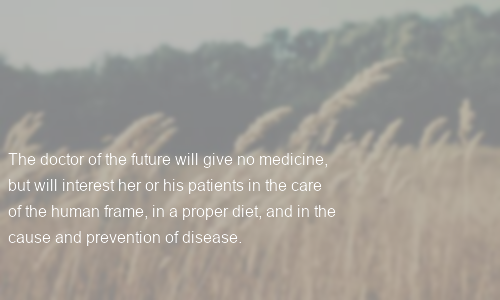 The doctor of the future will give no medicine,
but will interest her or his patients in the care
of the human frame, in a proper diet, and in the
cause and prevention of disease.